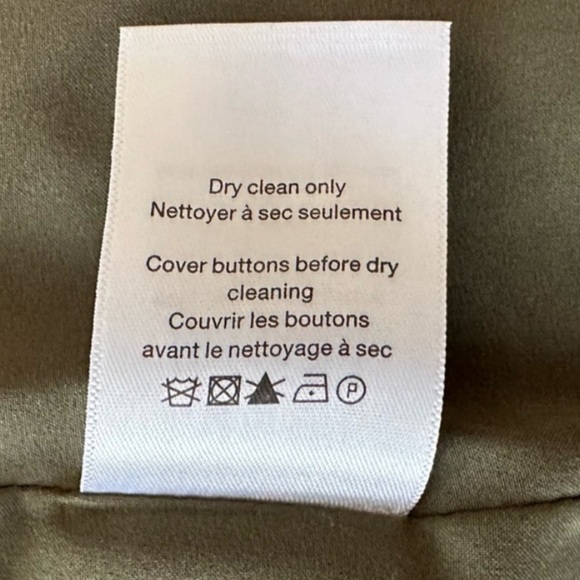 Dry clean only
Nettoyer à sec seulement
Cover buttons before dry
cleaning
Couvrir les boutons
avant le nettoyage à sec
P